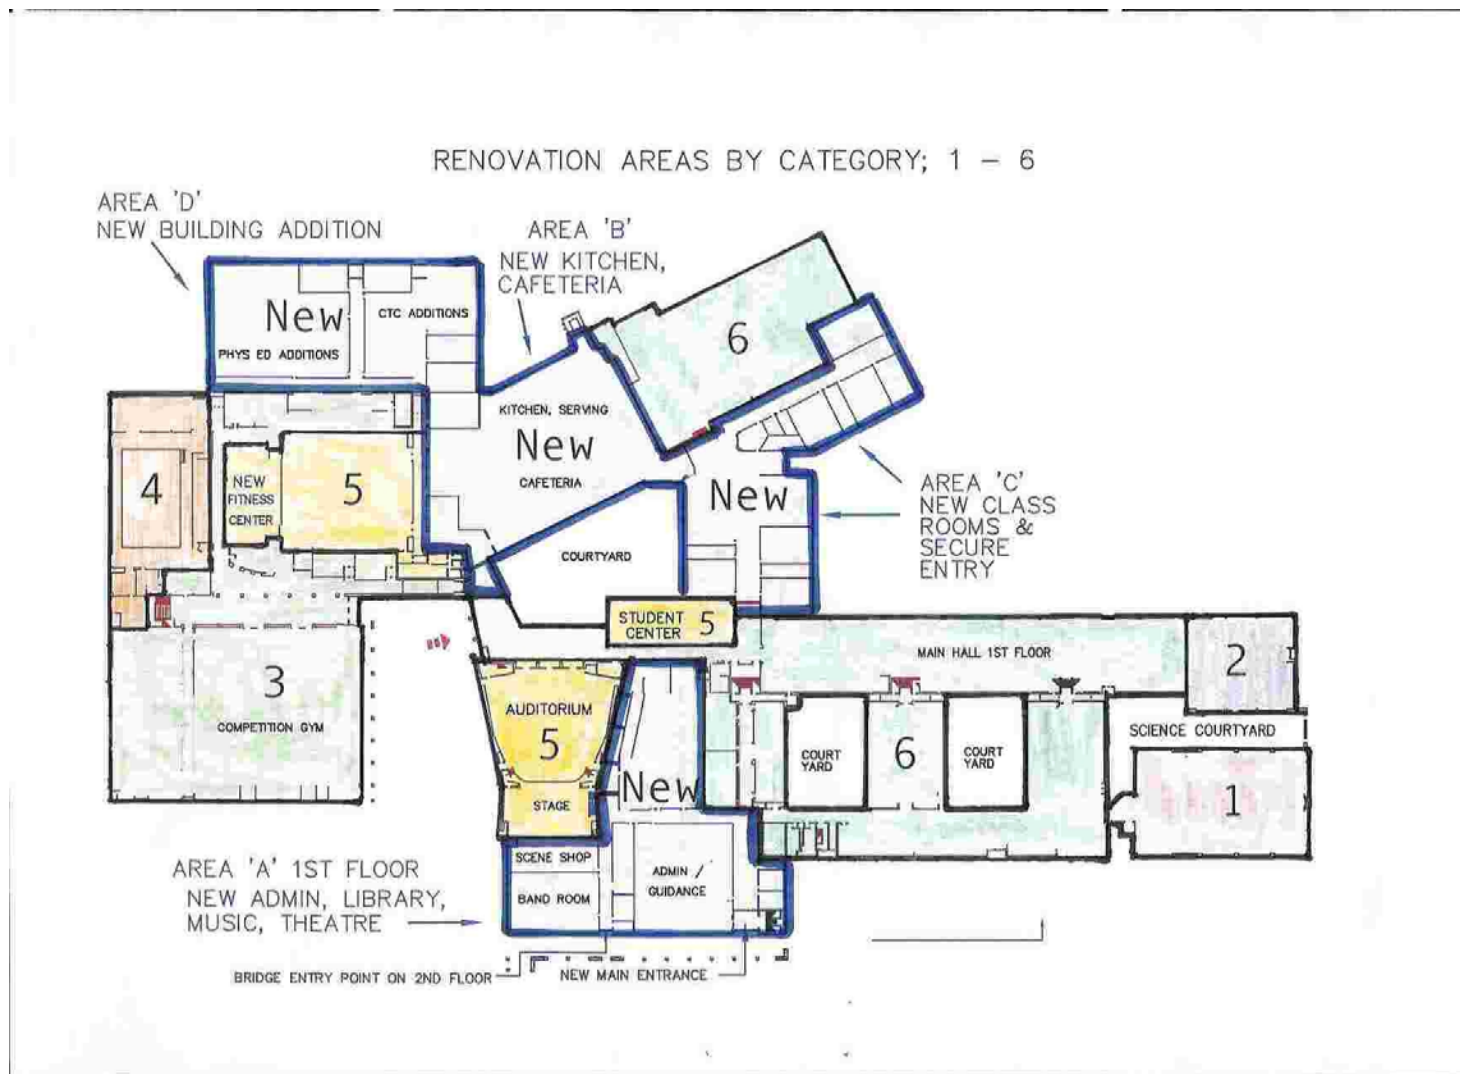 RENOVATION AREAS BY CATEGORY; 1 - 6
AREA 'D'
NEW BUILDING ADDITION
AREA 'B'
NEW KITCHEN,
CAFETERIA
New
CTC ADDITIONS
PHYS ED ADDITIONS
6
KITCHEN, SERVING
New
CAFETERIA
4
NEW
FITNESS
CENTER
5
New
AREA 'C'
NEW CLASS
ROOMS &
SECURE
ENTRY
COURTYARD
STUDENT
CENTER
5
MAIN HALL 1ST FLOOR
2
3
COMPETITION GYM
AUDITORIUM
5
STAGE
New
COURT
YARD
6
COURT
YARD
SCIENCE COURTYARD
1
AREA 'A' 1ST FLOOR
NEW ADMIN, LIBRARY,
MUSIC, THEATRE
SCENE SHOP
BAND ROOM
ADMIN /
GUIDANCE
BRIDGE ENTRY POINT ON 2ND FLOOR
NEW MAIN ENTRANCE